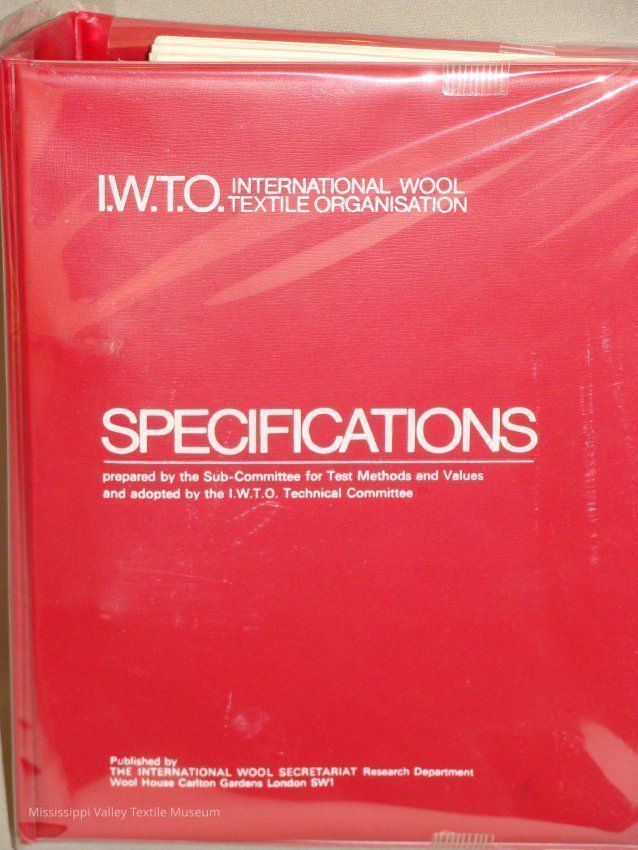 I.W.T.O. INTERNATIONAL WOOL
TEXTILE ORGANISATION
SPECIFICATIONS
prepared by the Sub-Committee for Test Methods and Values
and adopted by the I.W.T.O. Technical Committee
Published by
THE INTERNATIONAL WOOL SECRETARIAT Research Department
Wool House Carlton Gardens London SW1
Mississippi Valley Textile Museum